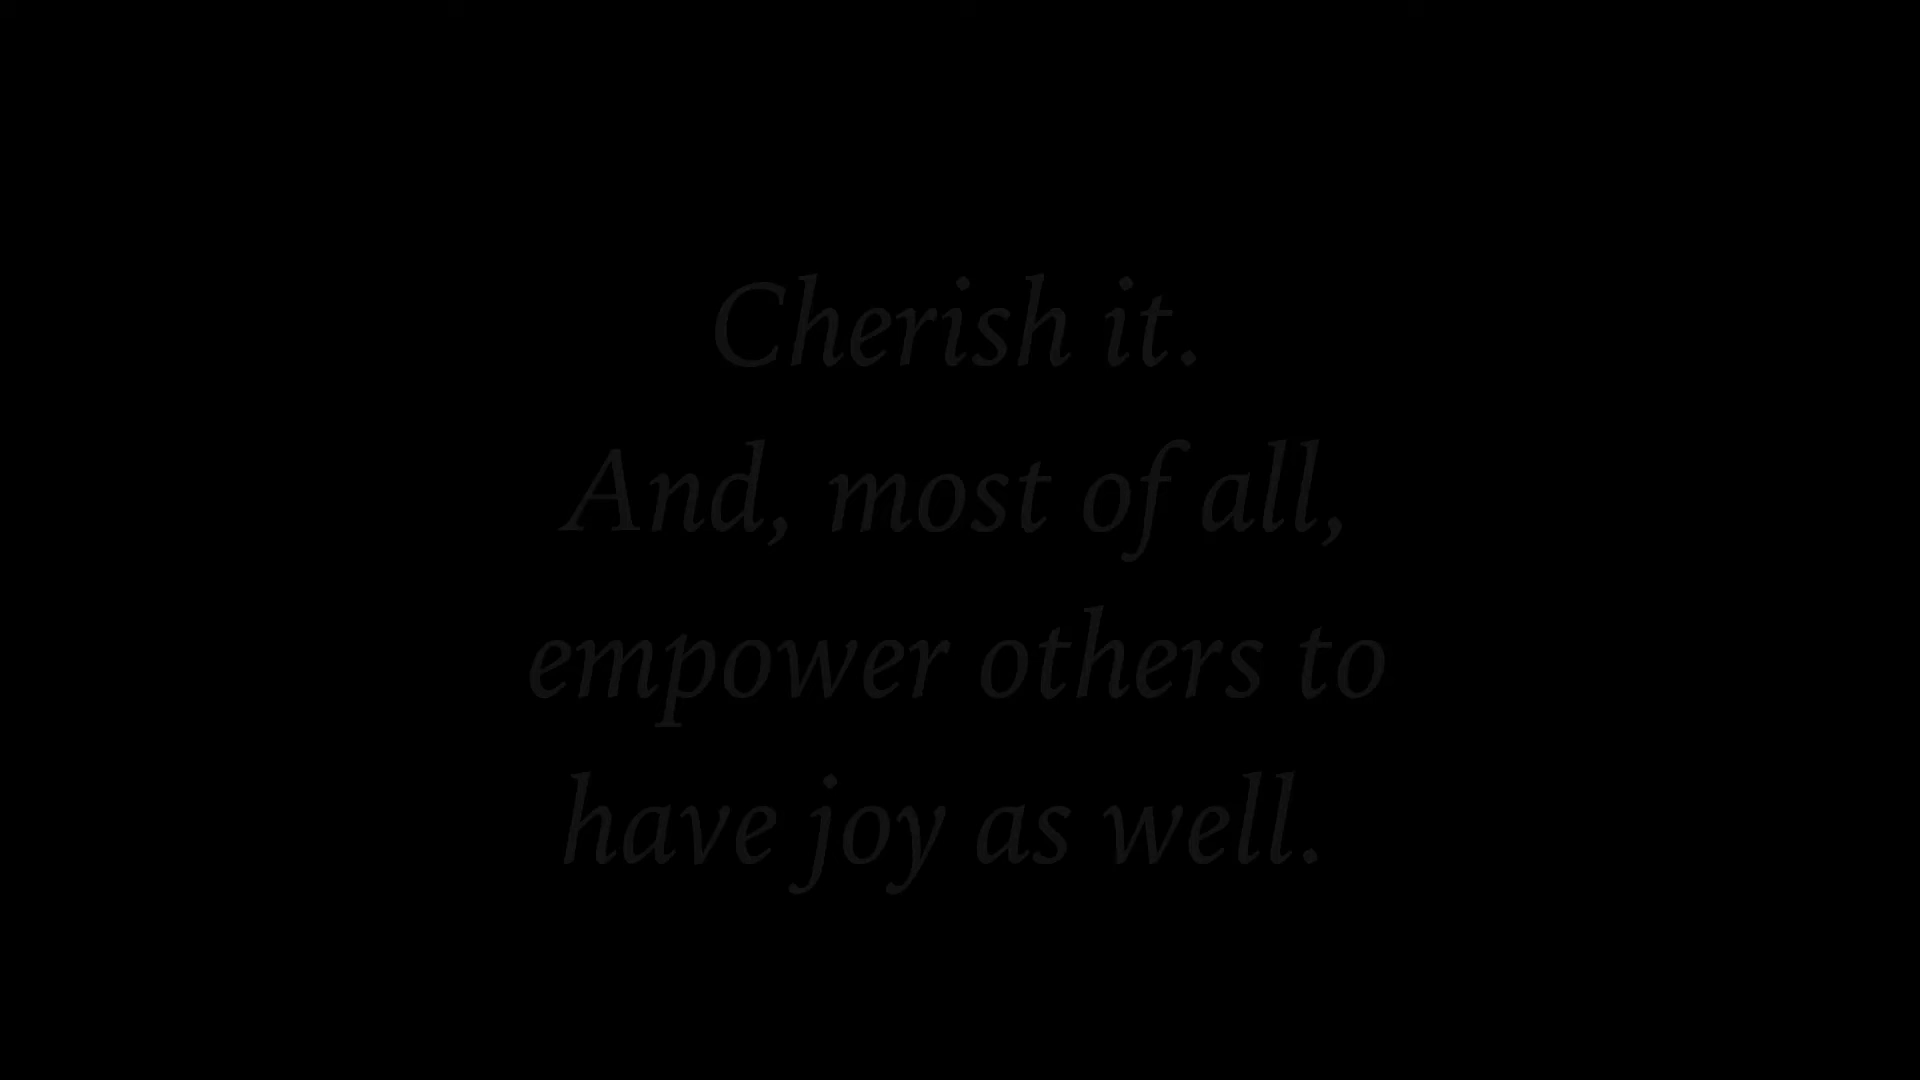 Cherish it.
And, most of all,
empower others to
have joy as well.